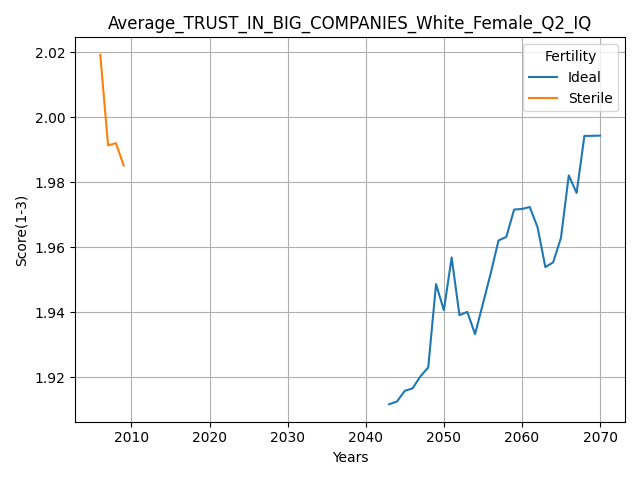 Average_TRUST_IN_BIG_COMPANIES_White_Female_Q2_IQ
Fertility
Ideal
Sterile
Score(1-3)
2.02
2.00
1.98
1.96
1.94
1.92
2010 2020 2030 2040 2050 2060 2070
Years